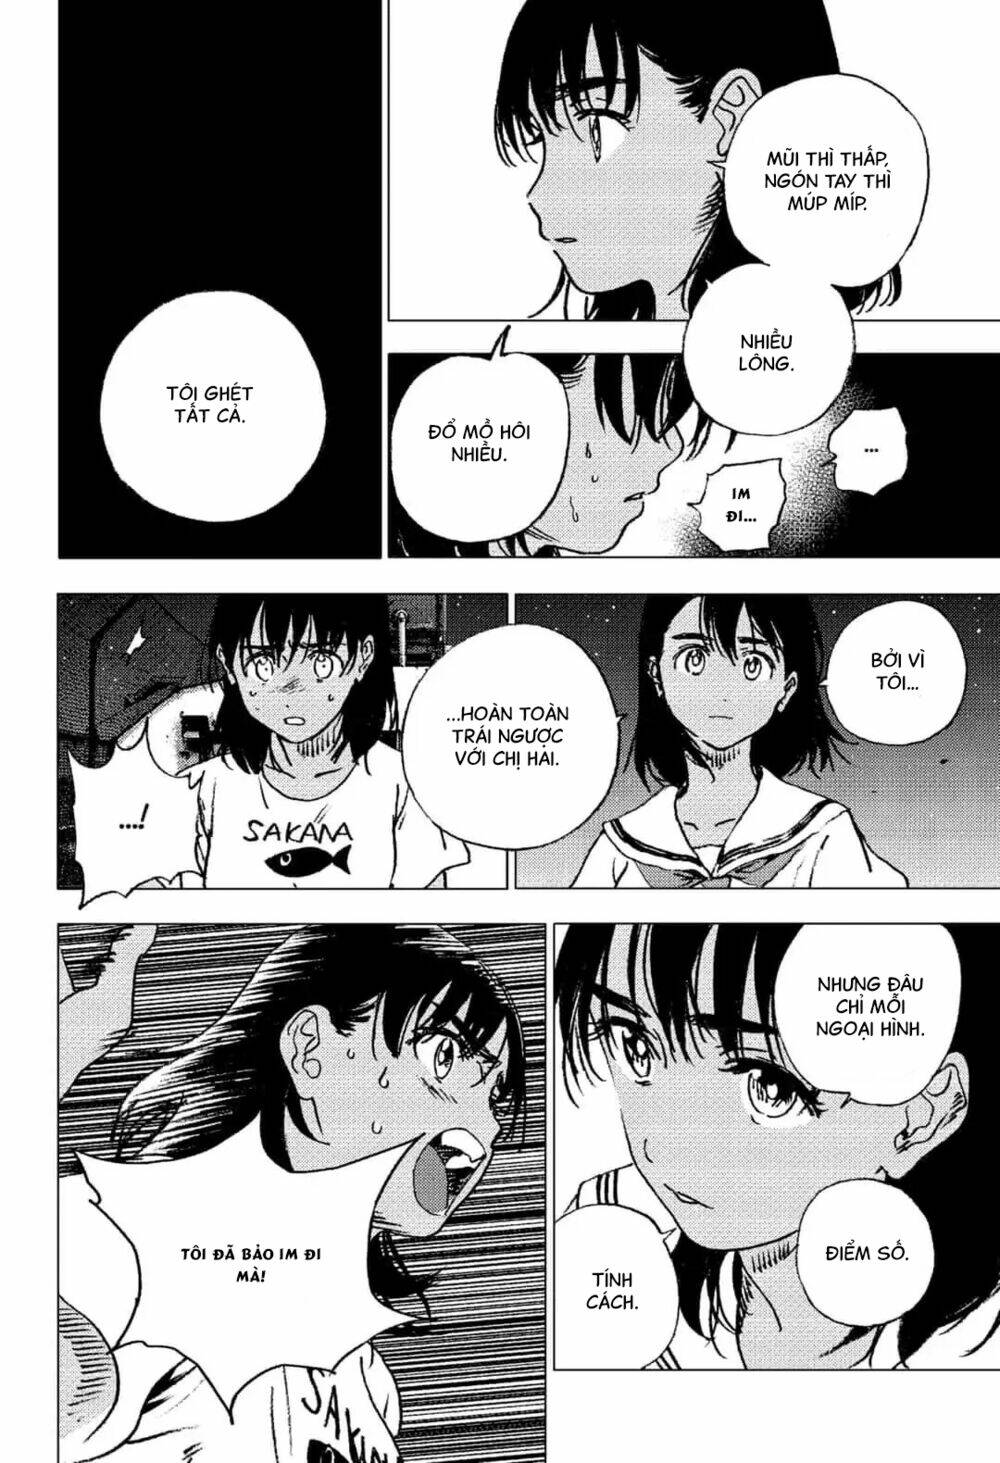 MŨI THÌ THẤP,
NGÓN TAY THÌ
MÚP MÍP.
NHIỀU
LÔNG.
ĐỔ MỒ HÔI
NHIỀU.
...
IM
ĐI...
TÔI GHÉT
TẤT CẢ.
BỞI VÌ
TÔI...
...HOÀN TOÀN
TRÁI NGƯỢC
VỚI CHỊ HAI.
SAKANA
...!
NHƯNG ĐÂU
CHỈ MỖI
NGOẠI HÌNH.
ĐIỂM SỐ.
TÍNH
CÁCH.
TÔI ĐÃ BẢO IM ĐI
MÀ!
SAKANA